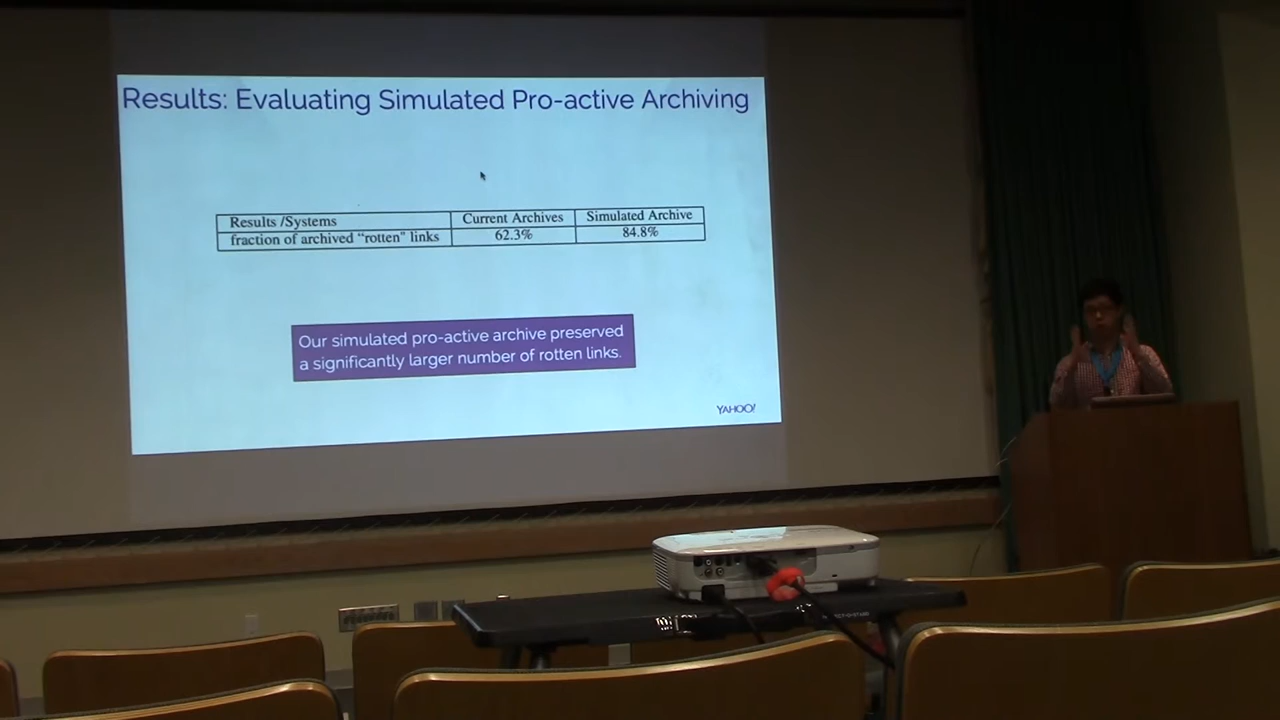 Results: Evaluating Simulated Pro-active Archiving
Results /Systems Current Archives Simulated Archive
fraction of archived “rotten” links 62.3% 84.8%
Our simulated pro-active archive preserved
a significantly larger number of rotten links.
YAHOO!